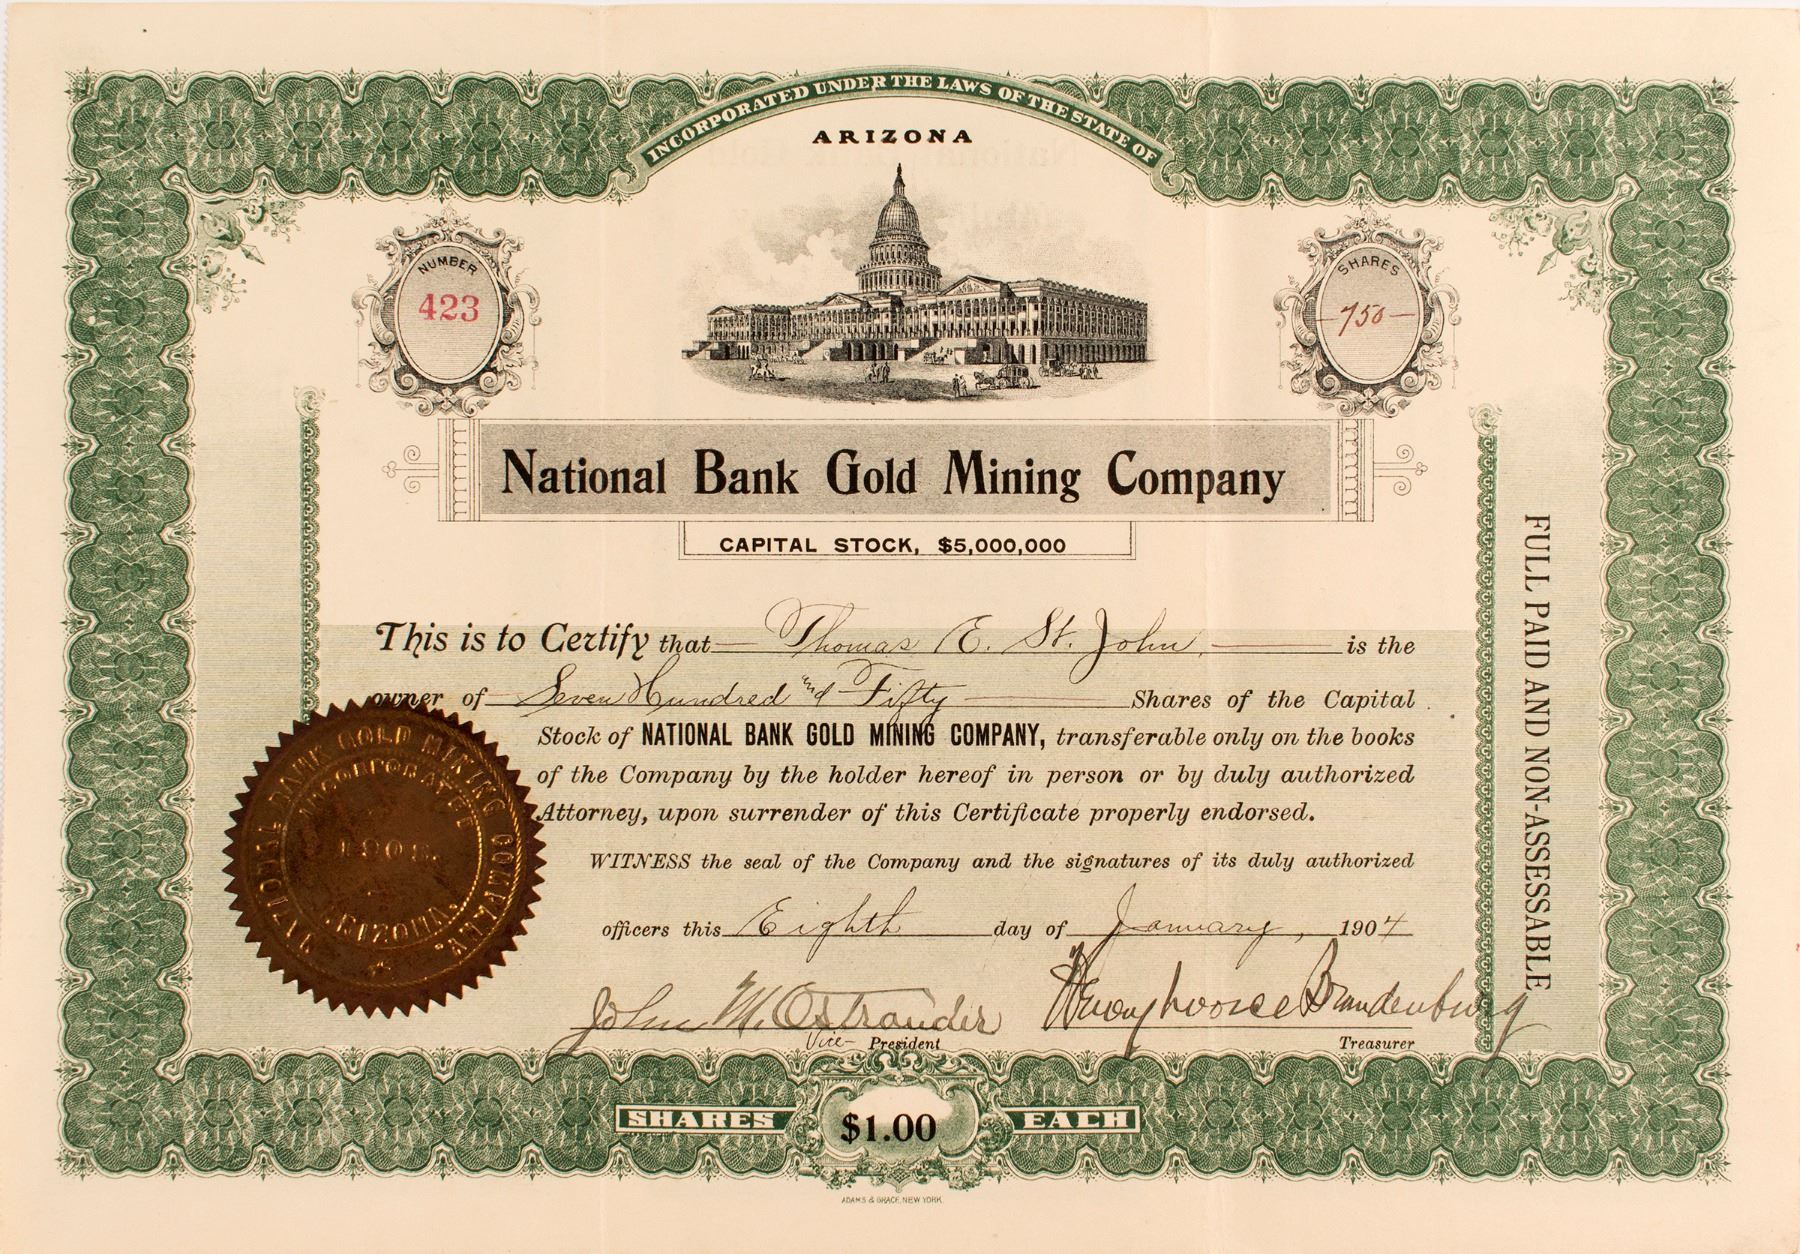 INCORPORATED UNDER THE LAWS OF THE STATE OF
ARIZONA
NUMBER
423
SHARES
750
National Bank Gold Mining Company
CAPITAL STOCK, $5,000,000
This is to Certify that Thomas E. St. John, is the
owner of Seven Hundred and Fifty Shares of the Capital
Stock of NATIONAL BANK GOLD MINING COMPANY, transferable only on the books
of the Company by the holder hereof in person or by duly authorized
Attorney, upon surrender of this Certificate properly endorsed.
WITNESS the seal of the Company and the signatures of its duly authorized
officers this Eighth day of January, 1904
John M. Ostrander Brandenburg
Vice- President Treasurer
NATIONAL BANK GOLD MINING COMPANY.
INCORPORATED
ARIZONA.
FULL PAID AND NON-ASSESSABLE
SHARES $1.00 EACH
ADAMS & GRACE, NEW YORK.